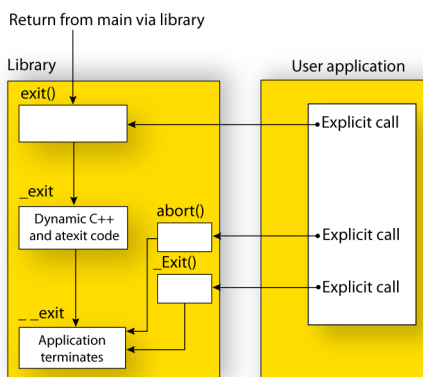 Return from main via library
Library
User application
exit()
Explicit call
_exit
Dynamic C++
and atexit code
abort()
Explicit call
_Exit()
Explicit call
_ _exit
Application
terminates